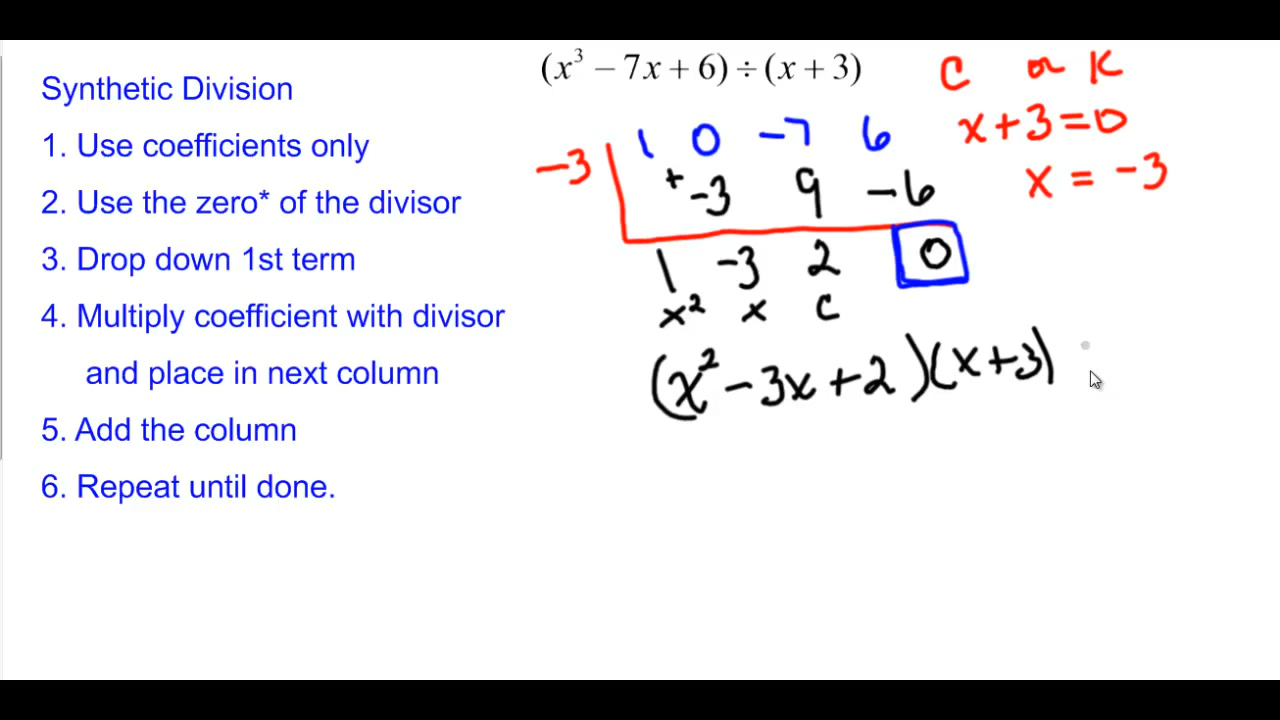 Synthetic Division
1. Use coefficients only
2. Use the zero* of the divisor
3. Drop down 1st term
4. Multiply coefficient with divisor
and place in next column
5. Add the column
6. Repeat until done.
(x³ − 7x + 6) ÷ (x + 3)
C or K
x+3=0
x = -3
-3 1 0 -7 6
+ -3 9 -6
1 -3 2 0
x² x C
(x² - 3x + 2)(x+3)